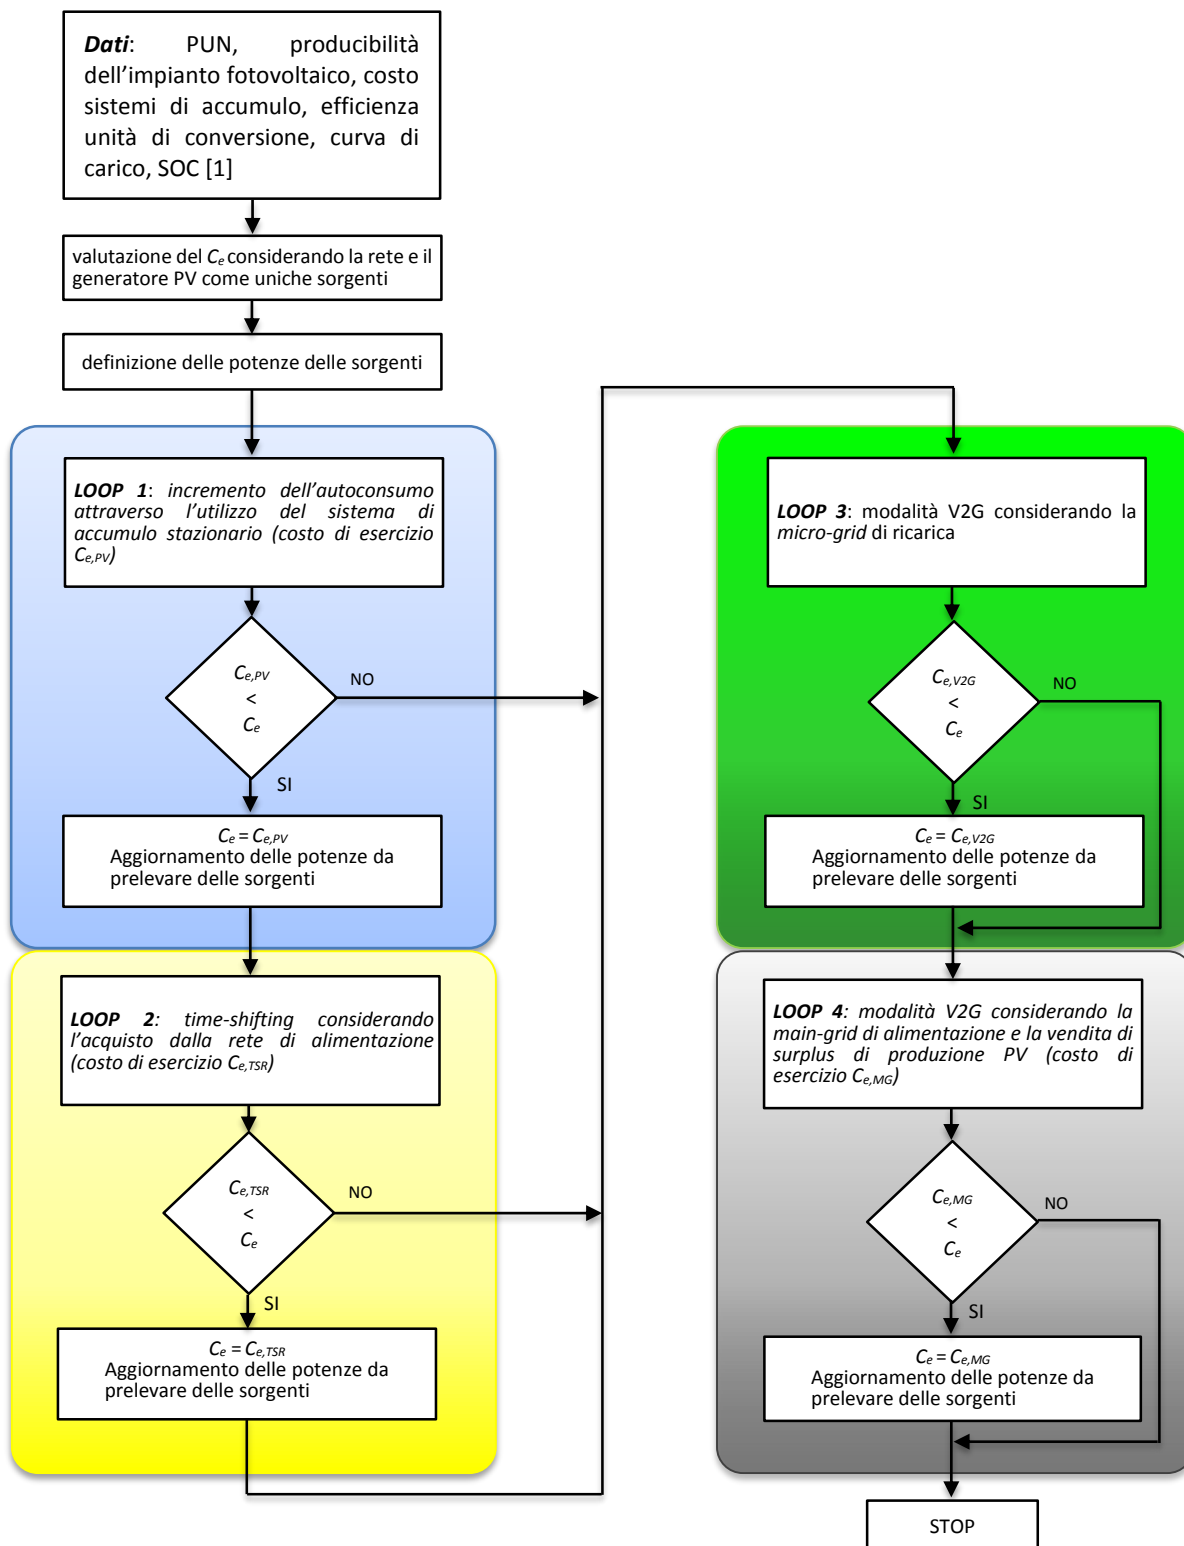 Dati: PUN, producibilità
dell’impianto fotovoltaico, costo
sistemi di accumulo, efficienza
unità di conversione, curva di
carico, SOC [1]
valutazione del Ce considerando la rete e il
generatore PV come uniche sorgenti
definizione delle potenze delle sorgenti
LOOP 1: incremento dell’autoconsumo
attraverso l’utilizzo del sistema di
accumulo stazionario (costo di esercizio
Ce,PV)
Ce,PV
<
Ce
NO
SI
Ce = Ce,PV
Aggiornamento delle potenze da
prelevare delle sorgenti
LOOP 2: time-shifting considerando
l’acquisto dalla rete di alimentazione
(costo di esercizio Ce,TSR)
Ce,TSR
<
Ce
NO
SI
Ce = Ce,TSR
Aggiornamento delle potenze da
prelevare delle sorgenti
LOOP 3: modalità V2G considerando la
micro-grid di ricarica
Ce,V2G
<
Ce
NO
SI
Ce = Ce,V2G
Aggiornamento delle potenze da
prelevare delle sorgenti
LOOP 4: modalità V2G considerando la
main-grid di alimentazione e la vendita di
surplus di produzione PV (costo di
esercizio Ce,MG)
Ce,MG
<
Ce
NO
SI
Ce = Ce,MG
Aggiornamento delle potenze da
prelevare delle sorgenti
STOP